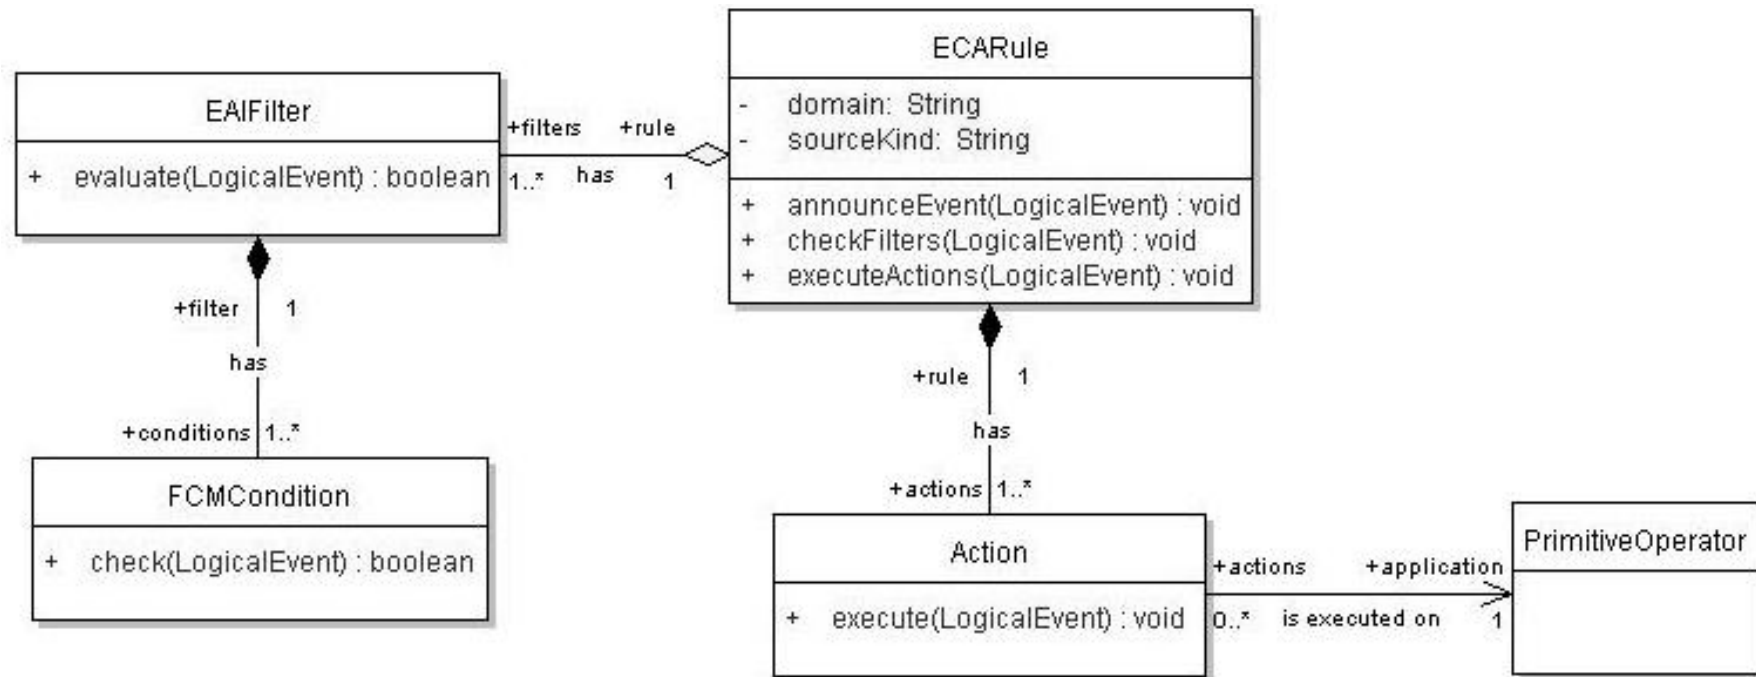 ECARule
- domain: String
- sourceKind: String
+ announceEvent(LogicalEvent) : void
+ checkFilters(LogicalEvent) : void
+ executeActions(LogicalEvent) : void
EAIFilter
+ evaluate(LogicalEvent) : boolean
+filters +rule
1..* has 1
+filter 1
has
+conditions 1..*
FCMCondition
+ check(LogicalEvent) : boolean
+rule 1
has
+actions 1..*
Action
+ execute(LogicalEvent) : void
+actions +application
0..* is executed on 1
PrimitiveOperator